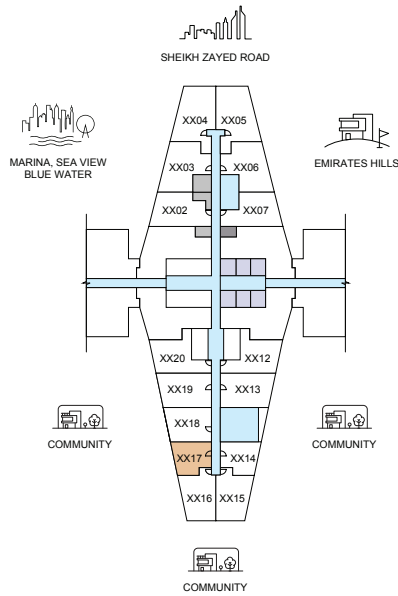 SHEIKH ZAYED ROAD
MARINA, SEA VIEW
BLUE WATER
EMIRATES HILLS
XX04 XX05
XX03 XX06
XX02 XX07
XX20 XX12
XX19 XX13
XX18
XX17 XX14
XX16 XX15
COMMUNITY
COMMUNITY
COMMUNITY